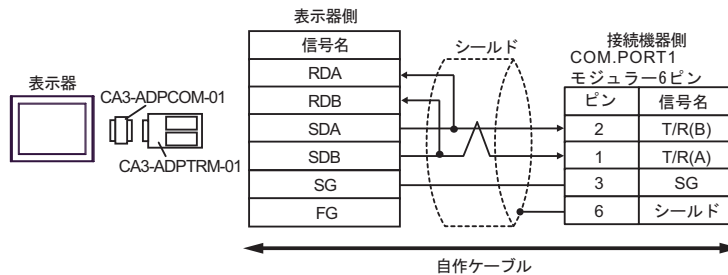 表示器
CA3-ADPCOM-01
CA3-ADPTRM-01
表示器側
信号名
RDA
RDB
SDA
SDB
SG
FG
シールド
接続機器側
COM.PORT1
モジュラー6ピン
ピン 信号名
2 T/R(B)
1 T/R(A)
3 SG
6 シールド
自作ケーブル